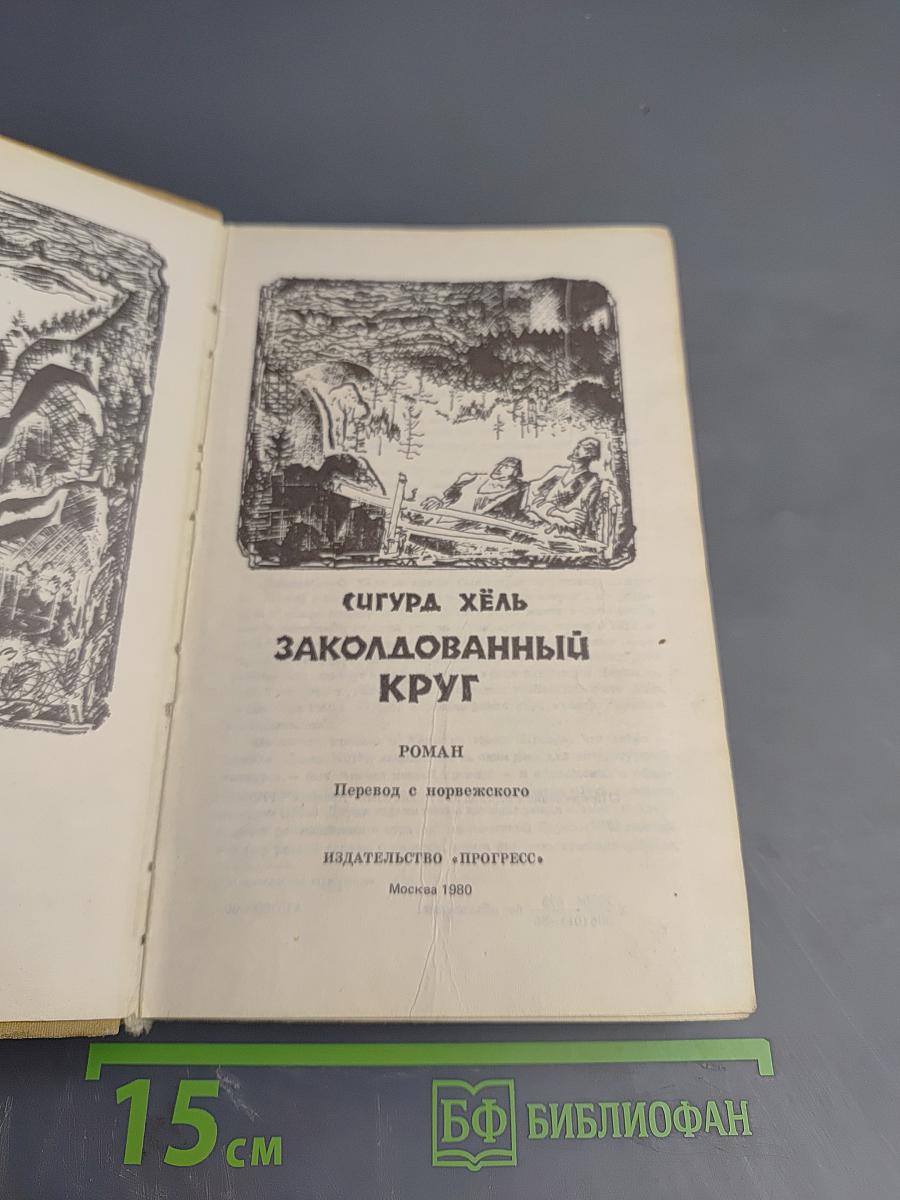 СИГУРД ХЁЛЬ
ЗАКОЛДОВАННЫЙ
КРУГ
РОМАН
Перевод с норвежского
ИЗДАТЕЛЬСТВО «ПРОГРЕСС»
Москва 1980
15 см
БФ БИБЛИОФАН